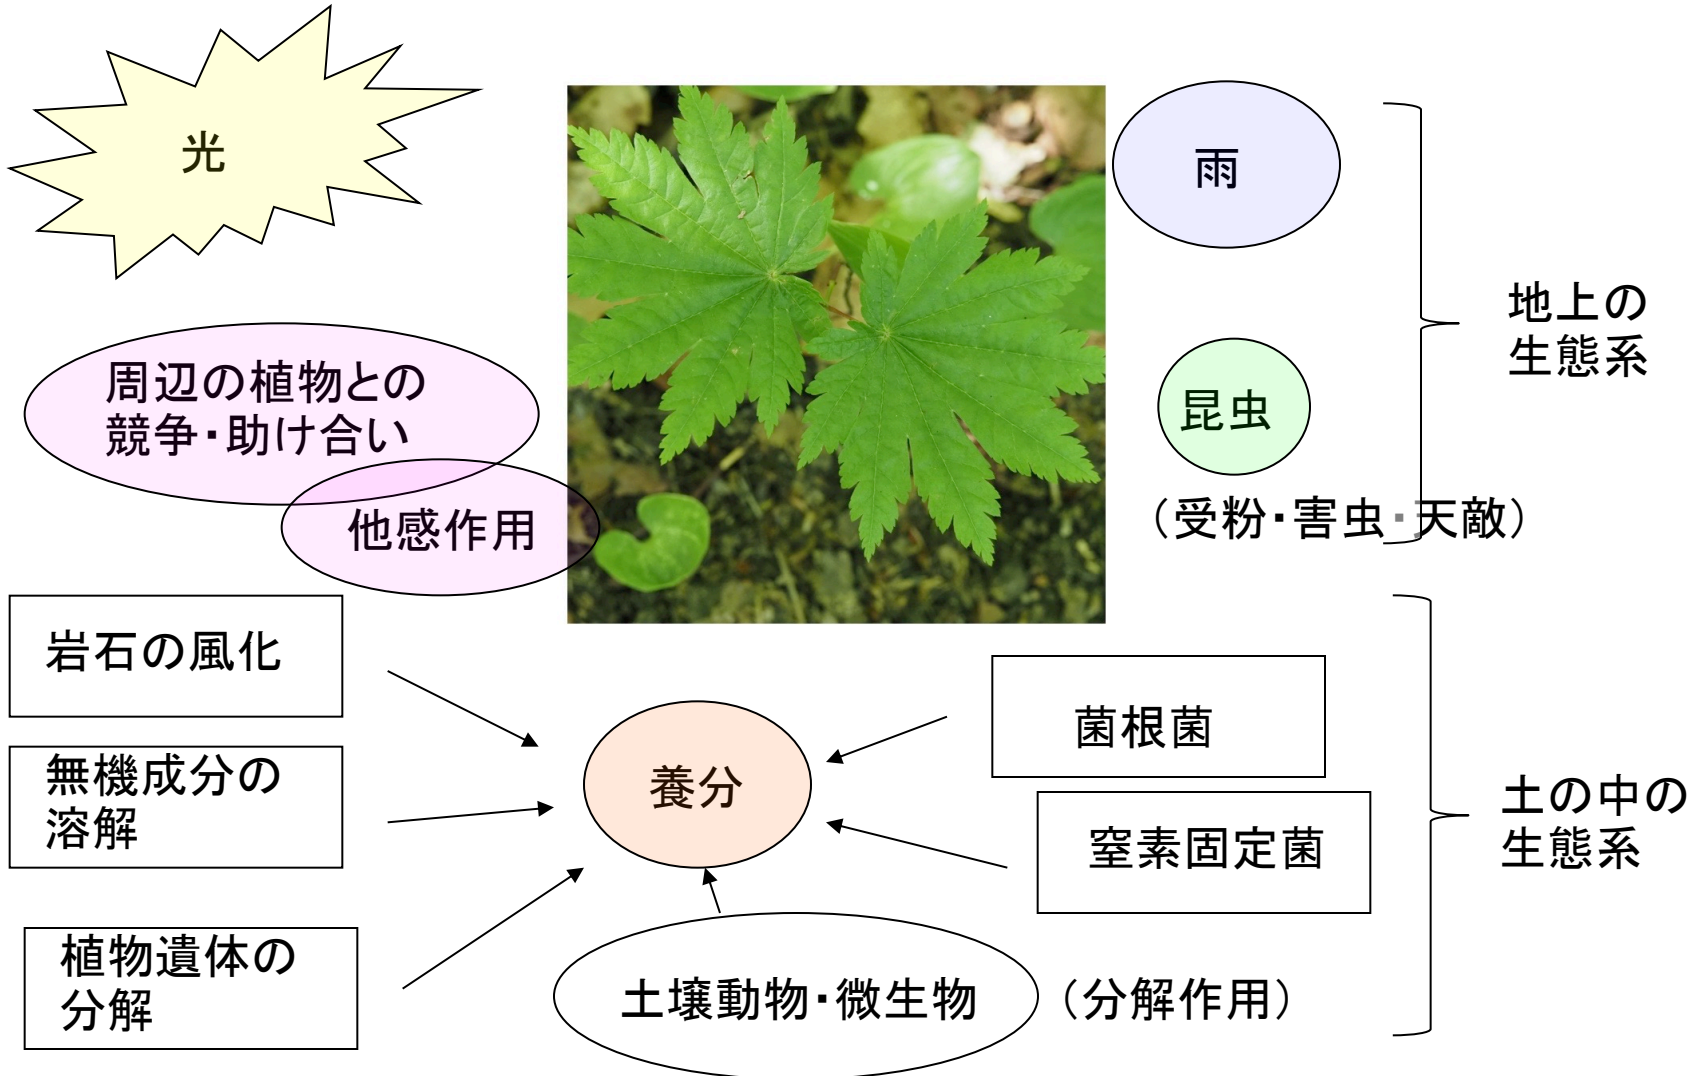 光
雨
地上の
生態系
周辺の植物との
競争・助け合い
昆虫
他感作用
（受粉・害虫・天敵）
岩石の風化
菌根菌
無機成分の
溶解
養分
窒素固定菌
土の中の
生態系
植物遺体の
分解
土壌動物・微生物
（分解作用）